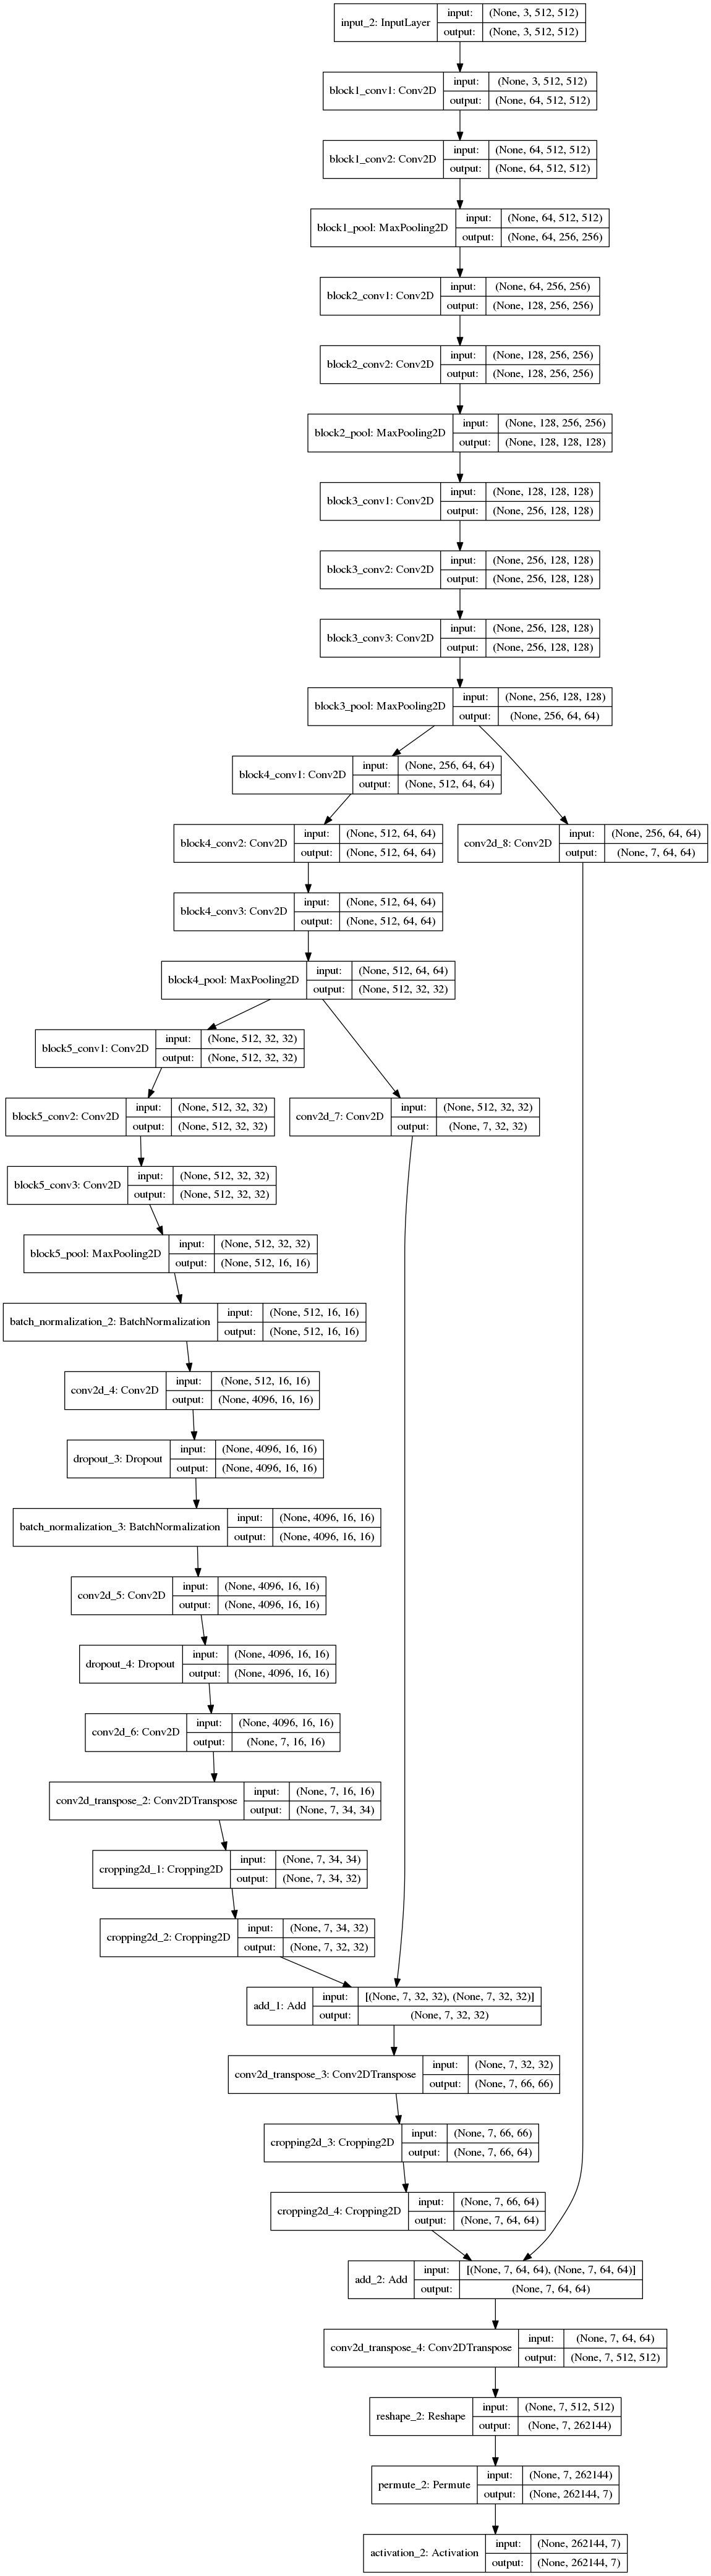 input_2: InputLayer
input: (None, 3, 512, 512)
output: (None, 3, 512, 512)
block1_conv1: Conv2D
input: (None, 3, 512, 512)
output: (None, 64, 512, 512)
block1_conv2: Conv2D
input: (None, 64, 512, 512)
output: (None, 64, 512, 512)
block1_pool: MaxPooling2D
input: (None, 64, 512, 512)
output: (None, 64, 256, 256)
block2_conv1: Conv2D
input: (None, 64, 256, 256)
output: (None, 128, 256, 256)
block2_conv2: Conv2D
input: (None, 128, 256, 256)
output: (None, 128, 256, 256)
block2_pool: MaxPooling2D
input: (None, 128, 256, 256)
output: (None, 128, 128, 128)
block3_conv1: Conv2D
input: (None, 128, 128, 128)
output: (None, 256, 128, 128)
block3_conv2: Conv2D
input: (None, 256, 128, 128)
output: (None, 256, 128, 128)
block3_conv3: Conv2D
input: (None, 256, 128, 128)
output: (None, 256, 128, 128)
block3_pool: MaxPooling2D
input: (None, 256, 128, 128)
output: (None, 256, 64, 64)
block4_conv1: Conv2D
input: (None, 256, 64, 64)
output: (None, 512, 64, 64)
block4_conv2: Conv2D
input: (None, 512, 64, 64)
output: (None, 512, 64, 64)
conv2d_8: Conv2D
input: (None, 256, 64, 64)
output: (None, 7, 64, 64)
block4_conv3: Conv2D
input: (None, 512, 64, 64)
output: (None, 512, 64, 64)
block4_pool: MaxPooling2D
input: (None, 512, 64, 64)
output: (None, 512, 32, 32)
block5_conv1: Conv2D
input: (None, 512, 32, 32)
output: (None, 512, 32, 32)
block5_conv2: Conv2D
input: (None, 512, 32, 32)
output: (None, 512, 32, 32)
conv2d_7: Conv2D
input: (None, 512, 32, 32)
output: (None, 7, 32, 32)
block5_conv3: Conv2D
input: (None, 512, 32, 32)
output: (None, 512, 32, 32)
block5_pool: MaxPooling2D
input: (None, 512, 32, 32)
output: (None, 512, 16, 16)
batch_normalization_2: BatchNormalization
input: (None, 512, 16, 16)
output: (None, 512, 16, 16)
conv2d_4: Conv2D
input: (None, 512, 16, 16)
output: (None, 4096, 16, 16)
dropout_3: Dropout
input: (None, 4096, 16, 16)
output: (None, 4096, 16, 16)
batch_normalization_3: BatchNormalization
input: (None, 4096, 16, 16)
output: (None, 4096, 16, 16)
conv2d_5: Conv2D
input: (None, 4096, 16, 16)
output: (None, 4096, 16, 16)
dropout_4: Dropout
input: (None, 4096, 16, 16)
output: (None, 4096, 16, 16)
conv2d_6: Conv2D
input: (None, 4096, 16, 16)
output: (None, 7, 16, 16)
conv2d_transpose_2: Conv2DTranspose
input: (None, 7, 16, 16)
output: (None, 7, 34, 34)
cropping2d_1: Cropping2D
input: (None, 7, 34, 34)
output: (None, 7, 34, 32)
cropping2d_2: Cropping2D
input: (None, 7, 34, 32)
output: (None, 7, 32, 32)
add_1: Add
input: [(None, 7, 32, 32), (None, 7, 32, 32)]
output: (None, 7, 32, 32)
conv2d_transpose_3: Conv2DTranspose
input: (None, 7, 32, 32)
output: (None, 7, 66, 66)
cropping2d_3: Cropping2D
input: (None, 7, 66, 66)
output: (None, 7, 66, 64)
cropping2d_4: Cropping2D
input: (None, 7, 66, 64)
output: (None, 7, 64, 64)
add_2: Add
input: [(None, 7, 64, 64), (None, 7, 64, 64)]
output: (None, 7, 64, 64)
conv2d_transpose_4: Conv2DTranspose
input: (None, 7, 64, 64)
output: (None, 7, 512, 512)
reshape_2: Reshape
input: (None, 7, 512, 512)
output: (None, 7, 262144)
permute_2: Permute
input: (None, 7, 262144)
output: (None, 262144, 7)
activation_2: Activation
input: (None, 262144, 7)
output: (None, 262144, 7)